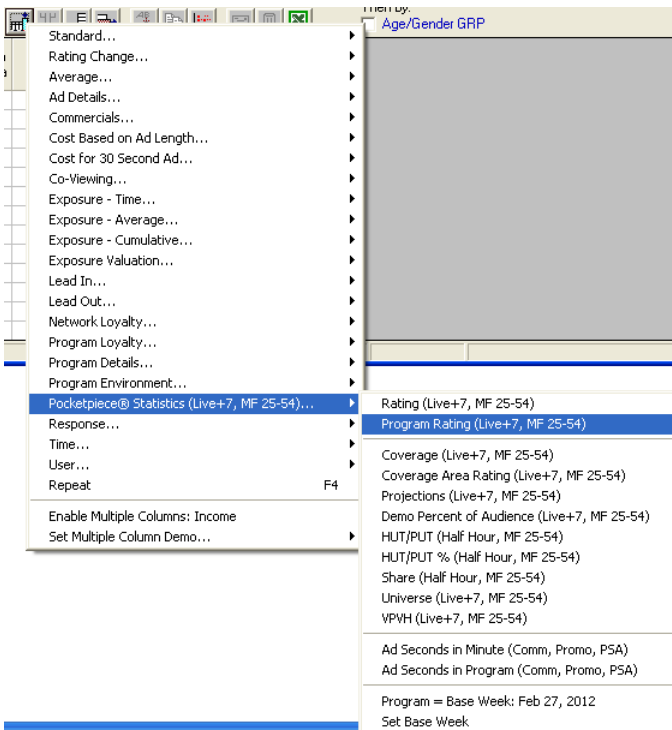 Then By:
Age/Gender GRP
Standard...
Rating Change...
Average...
Ad Details...
Commercials...
Cost Based on Ad Length...
Cost for 30 Second Ad...
Co-Viewing...
Exposure - Time...
Exposure - Average...
Exposure - Cumulative...
Exposure Valuation...
Lead In...
Lead Out...
Network Loyalty...
Program Loyalty...
Program Details...
Program Environment...
Pocketpiece® Statistics (Live+7, MF 25-54)...
Response...
Time...
User...
Repeat F4
Enable Multiple Columns: Income
Set Multiple Column Demo...
Rating (Live+7, MF 25-54)
Program Rating (Live+7, MF 25-54)
Coverage (Live+7, MF 25-54)
Coverage Area Rating (Live+7, MF 25-54)
Projections (Live+7, MF 25-54)
Demo Percent of Audience (Live+7, MF 25-54)
HUT/PUT (Half Hour, MF 25-54)
HUT/PUT % (Half Hour, MF 25-54)
Share (Half Hour, MF 25-54)
Universe (Live+7, MF 25-54)
VPVH (Live+7, MF 25-54)
Ad Seconds in Minute (Comm, Promo, PSA)
Ad Seconds in Program (Comm, Promo, PSA)
Program = Base Week: Feb 27, 2012
Set Base Week